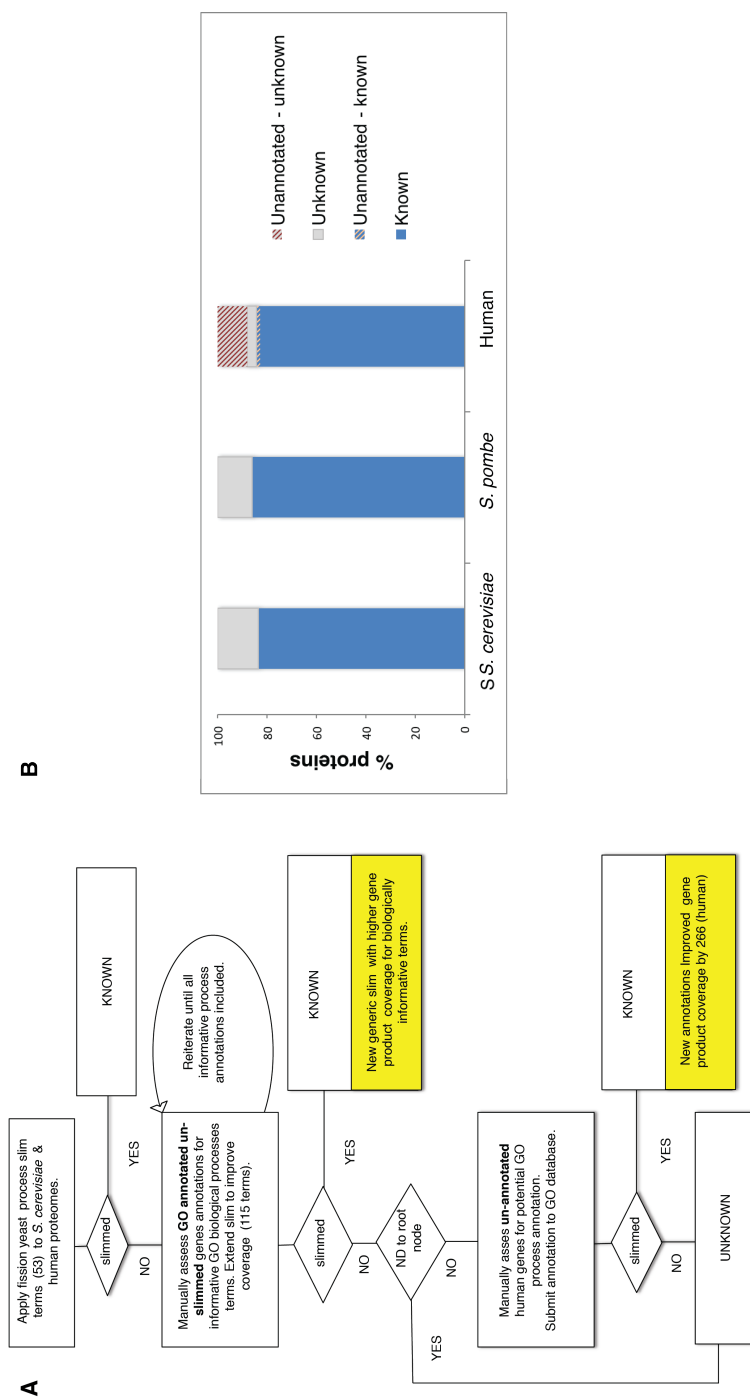 A
Apply fission yeast process slim
terms (53) to S. cerevisiae &
human proteomes.
slimmed
YES
KNOWN
NO
Manually assess GO annotated un-
slimmed genes annotations for
informative GO biological processes
terms. Extend slim to improve
coverage (115 terms).
Reiterate until all
informative process
annotations included.
slimmed
YES
KNOWN
New generic slim with higher gene
product coverage for biologically
informative terms.
NO
ND to root
node
YES
NO
Manually asses un-annotated
human genes for potential GO
process annotation.
Submit annotation to GO database.
slimmed
YES
KNOWN
New annotations Improved gene
product coverage by 266 (human)
NO
UNKNOWN
B
% proteins
100
80
60
40
20
0
S S. cerevisiae
S. pombe
Human
Unannotated - unknown
Unknown
Unannotated - known
Known